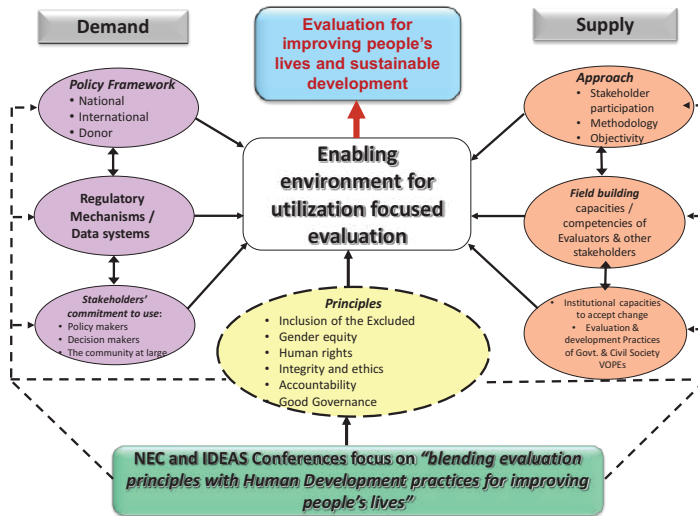 Demand
Evaluation for
improving people's
lives and sustainable
development
Supply
Policy Framework
• National
• International
• Donor
Regulatory
Mechanisms /
Data systems
Stakeholders'
commitment to use:
• Policy makers
• Decision makers
• The community at large
Enabling
environment for
utilization focused
evaluation
Approach
• Stakeholder
participation
• Methodology
• Objectivity
Field building
capacities /
competencies of
Evaluators & other
stakeholders
• Institutional capacities
to accept change
• Evaluation &
development Practices
of Govt. & Civil Society
VOPEs
Principles
• Inclusion of the Excluded
• Gender equity
• Human rights
• Integrity and ethics
• Accountability
• Good Governance
NEC and IDEAS Conferences focus on "blending evaluation
principles with Human Development practices for improving
people's lives"